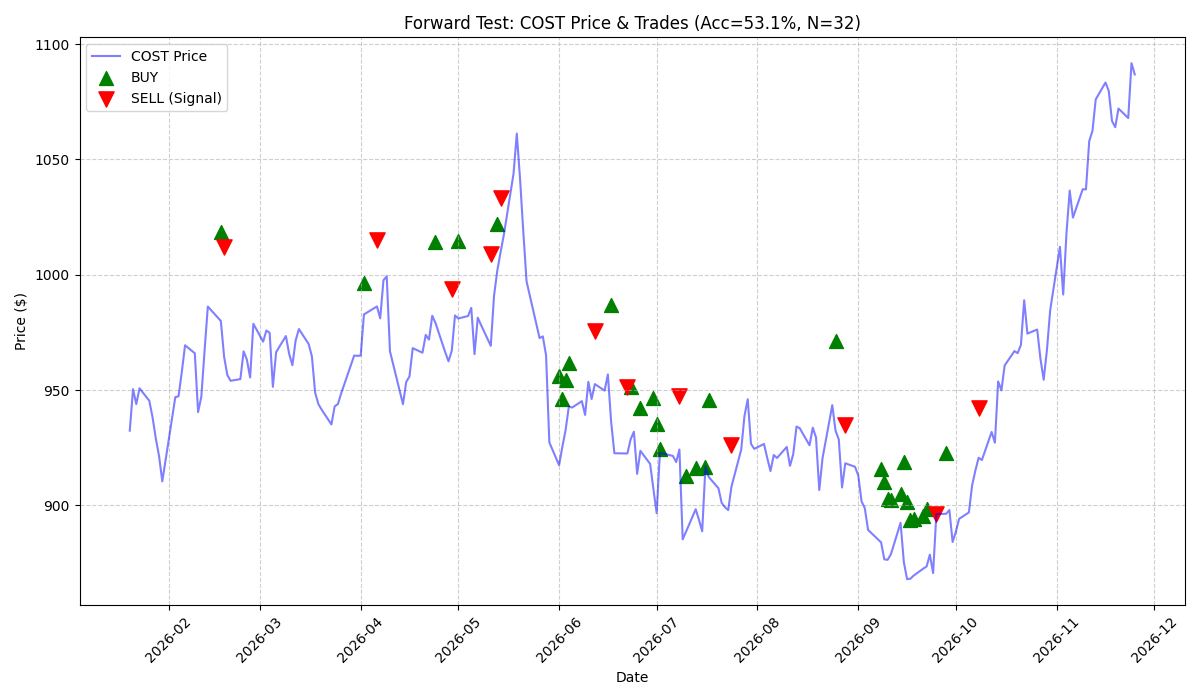 Forward Test: COST Price & Trades (Acc=53.1%, N=32)
COST Price
BUY
SELL (Signal)
1100
1050
1000
950
900
Price ($)
2026-02
2026-03
2026-04
2026-05
2026-06
2026-07
2026-08
2026-09
2026-10
2026-11
2026-12
Date